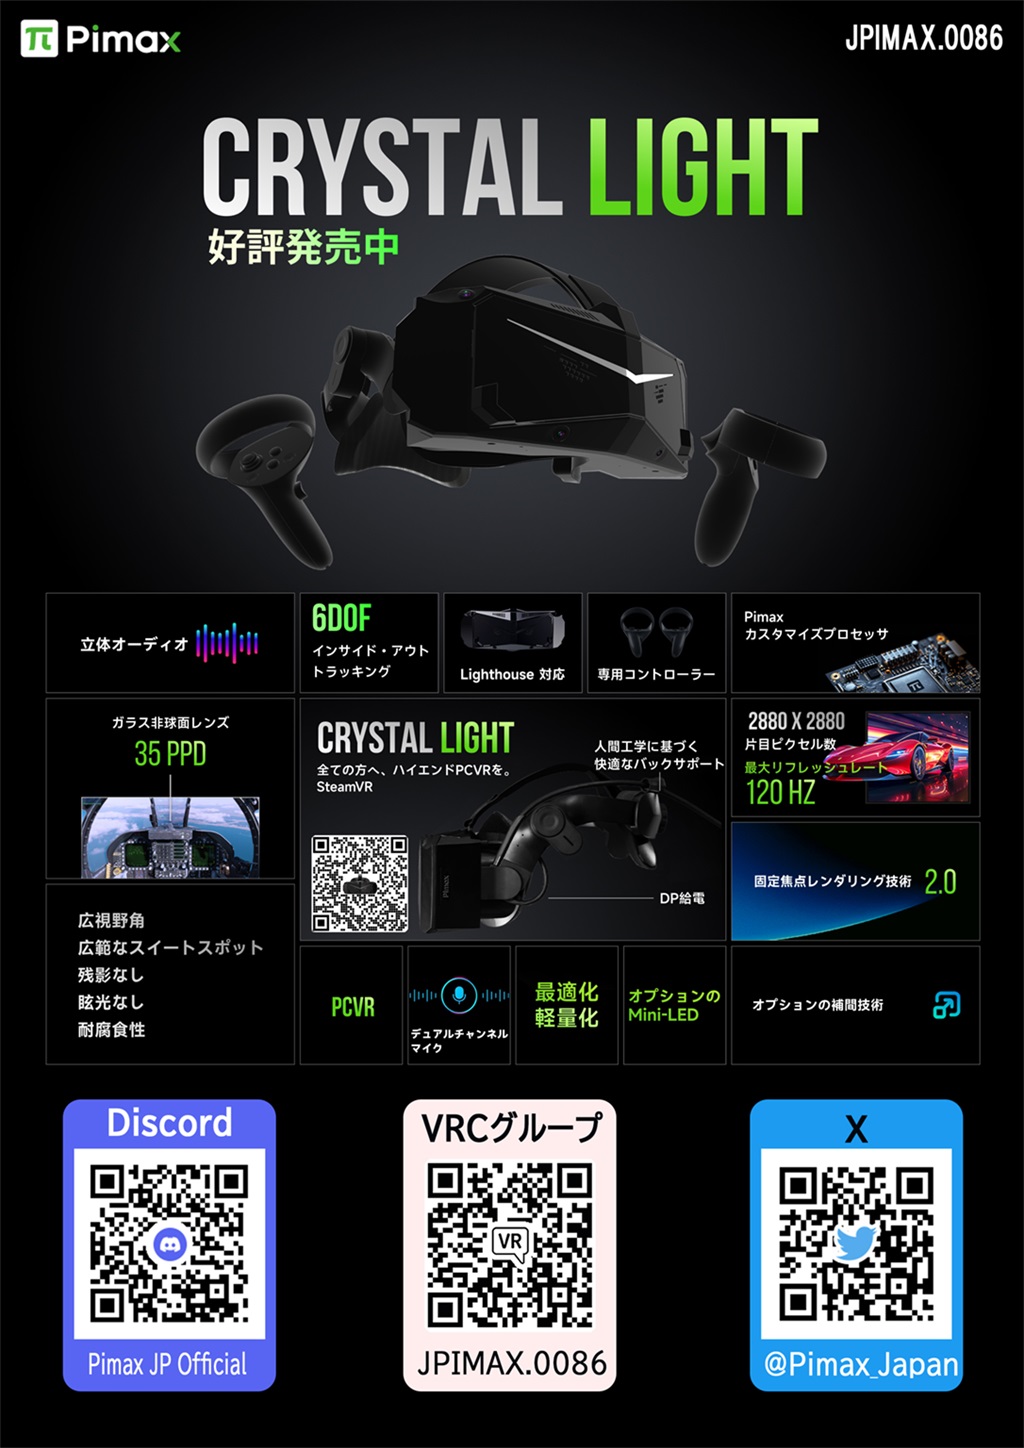 Pimax
JPIMAX.0086
CRYSTAL LIGHT
好評発売中
立体オーディオ
6DOF
インサイド・アウト
トラッキング
Lighthouse 対応
専用コントローラー
Pimax
カスタマイズプロセッサ
ガラス非球面レンズ
35 PPD
CRYSTAL LIGHT
全ての方へ、ハイエンドPCVRを。
SteamVR
人間工学に基づく
快適なバックサポート
Pimax
DP給電
2880 X 2880
片目ピクセル数
最大リフレッシュレート
120 HZ
固定焦点レンダリング技術 2.0
広視野角
広範なスイートスポット
残影なし
眩光なし
耐腐食性
PCVR
デュアルチャンネル
マイク
最適化
軽量化
オプションの
Mini-LED
オプションの補間技術
Discord
Pimax JP Official
VRCグループ
VR
JPIMAX.0086
X
@Pimax_Japan